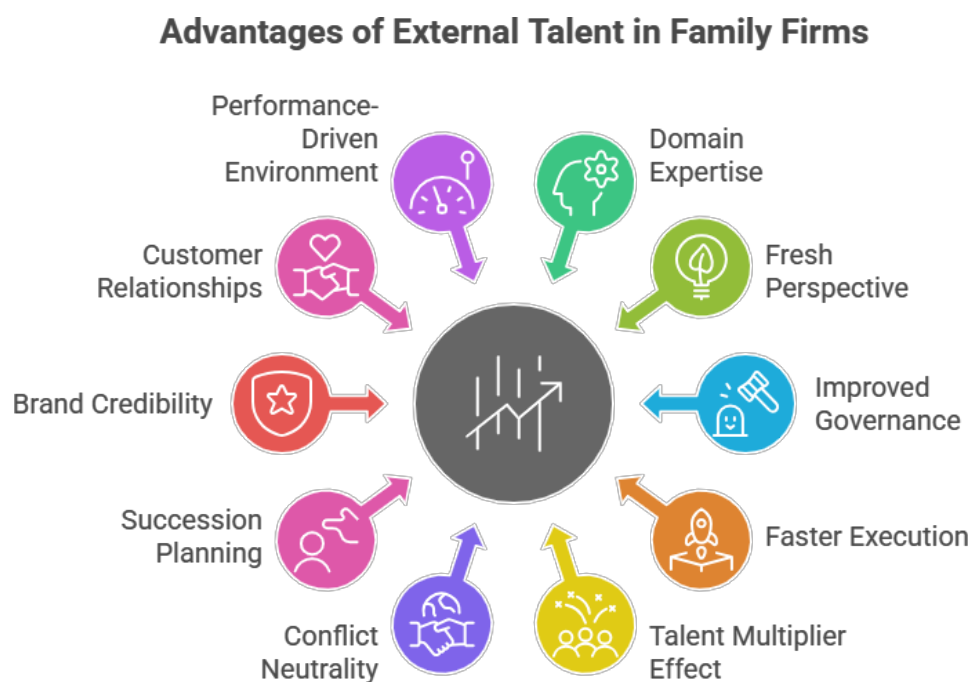 Advantages of External Talent in Family Firms
Performance-
Driven
Environment
Domain
Expertise
Customer
Relationships
Fresh
Perspective
Brand Credibility
Improved
Governance
Succession
Planning
Faster Execution
Conflict
Neutrality
Talent Multiplier
Effect